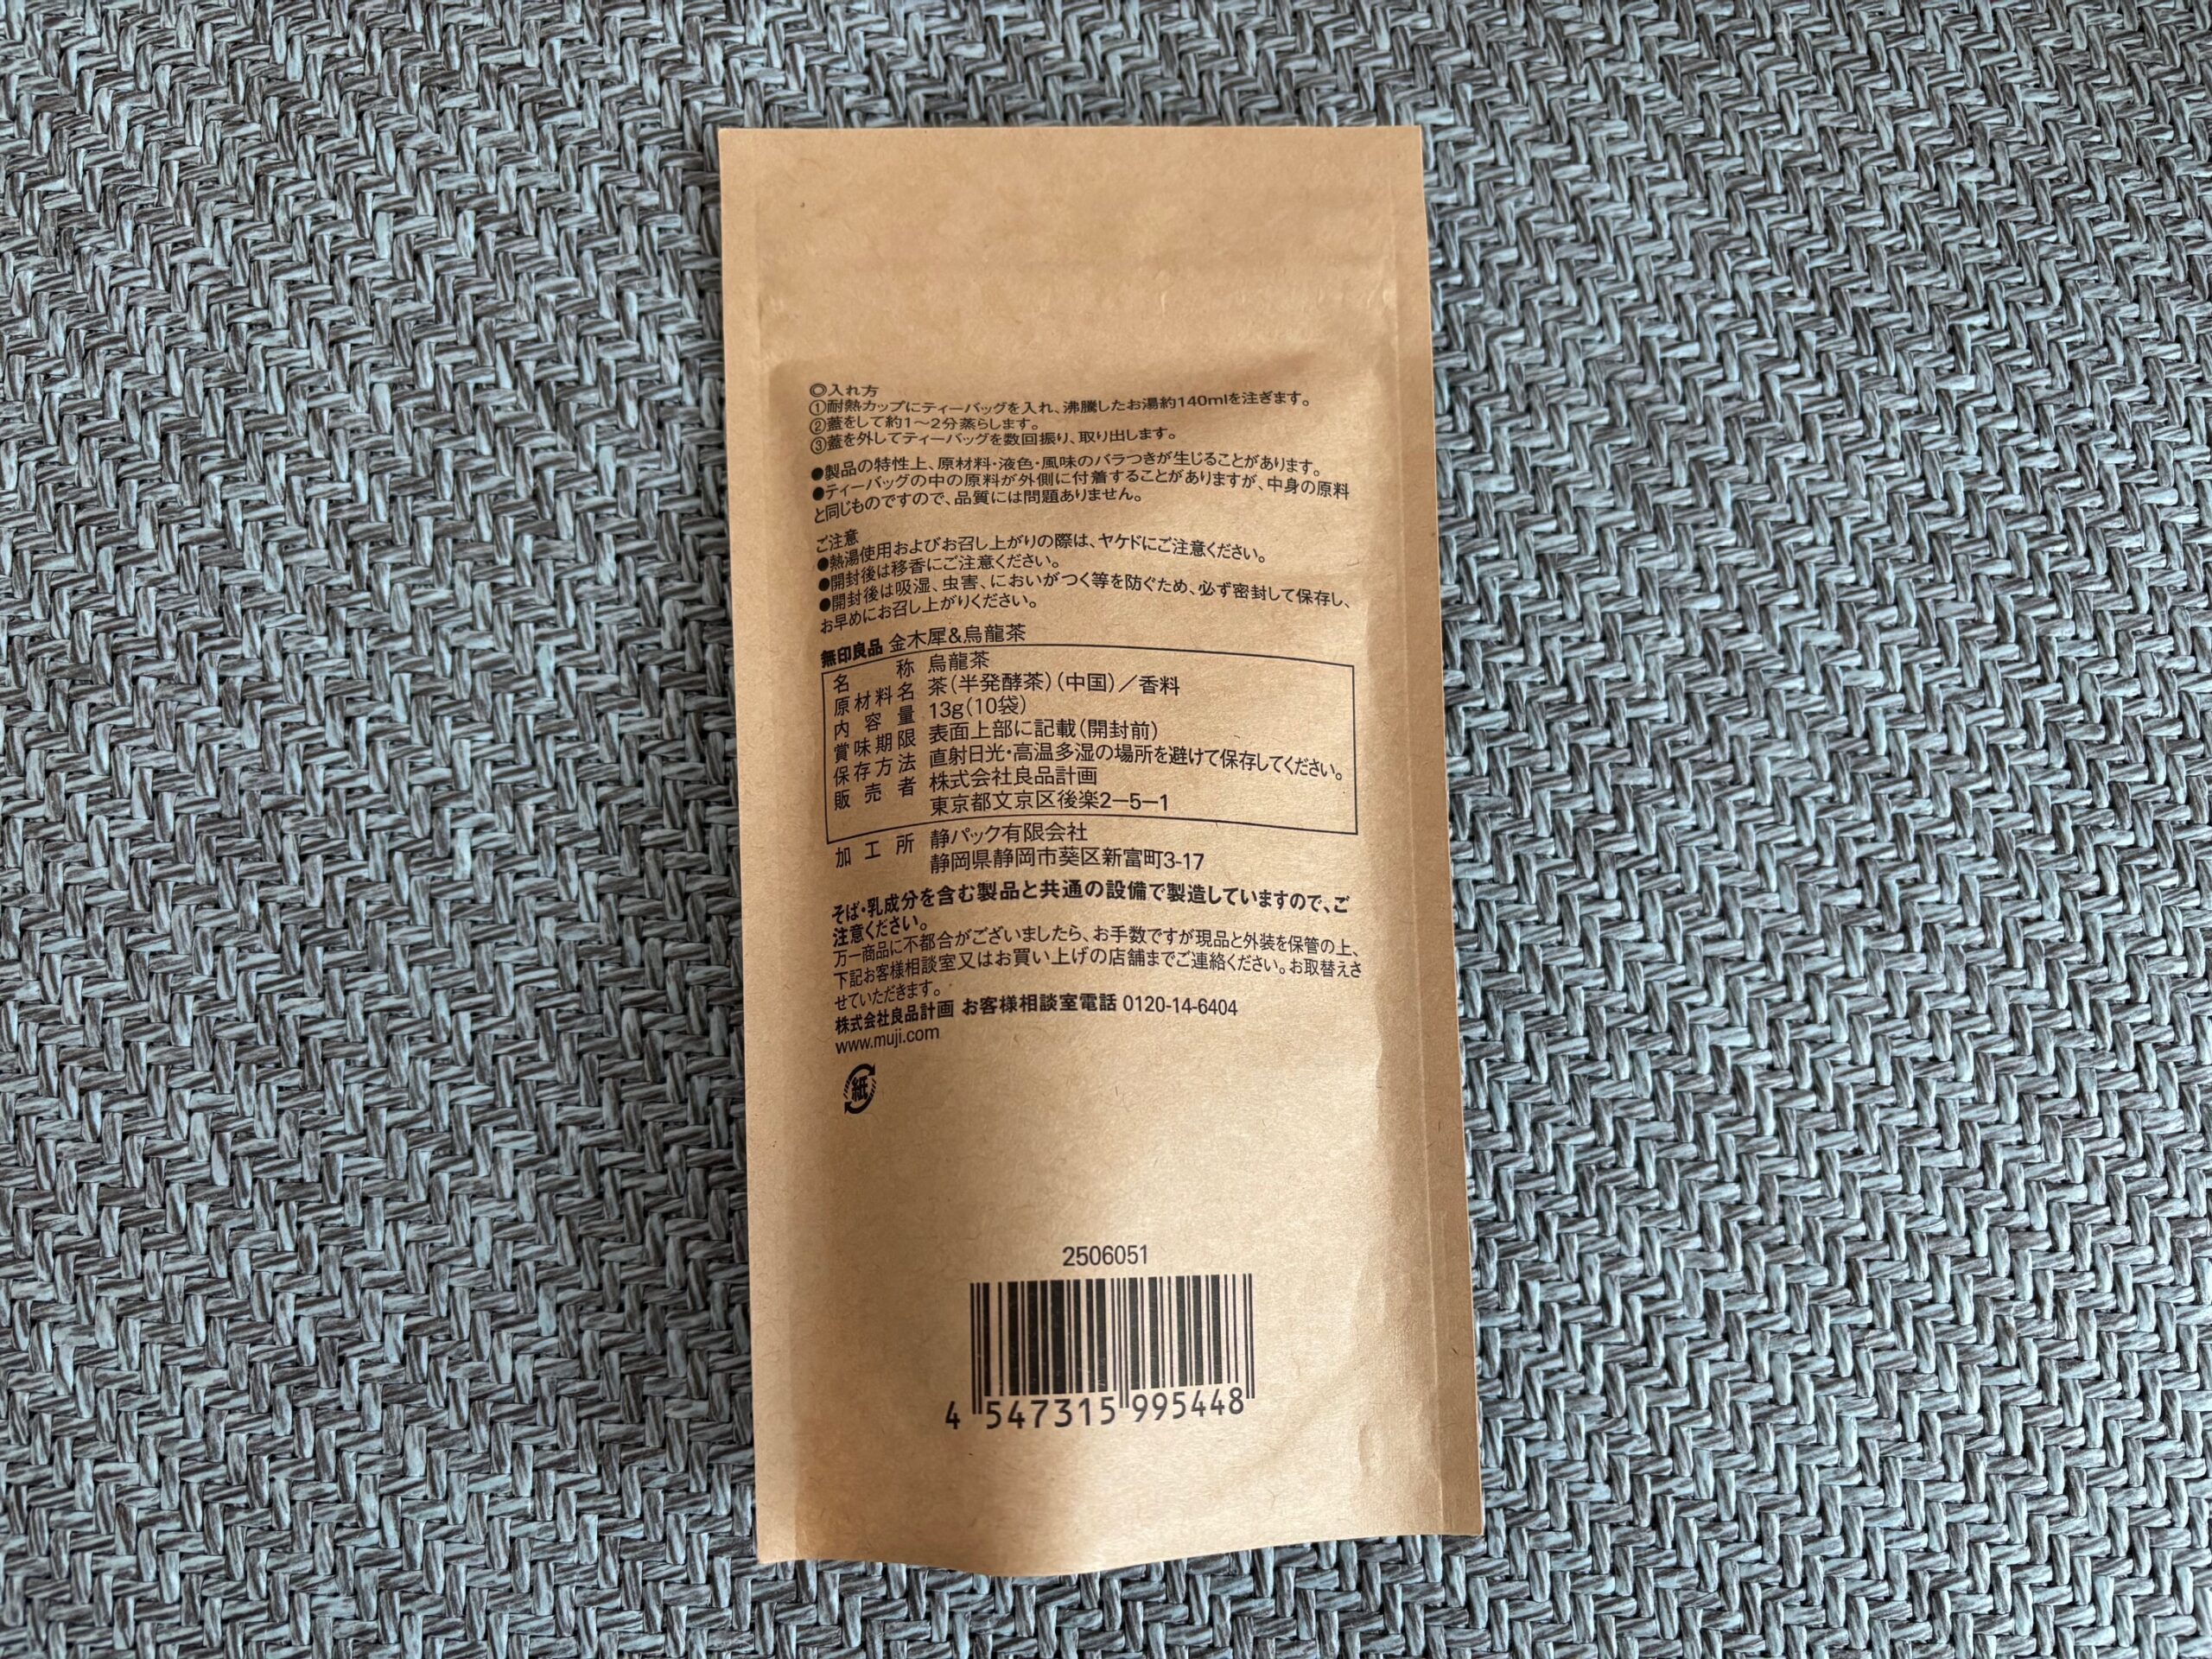 ◎入れ方
①耐熱カップにティーバッグを入れ、沸騰したお湯約140mlを注ぎます。
②蓋をして約1〜2分蒸らします。
③蓋を外してティーバッグを数回振り、取り出します。
●製品の特性上、原材料・液色・風味のバラつきが生じることがあります。
●ティーバッグの中の原料が外側に付着することがありますが、中身の原料
と同じものですので、品質には問題ありません。
ご注意
●熱湯使用およびお召し上がりの際は、ヤケドにご注意ください。
●開封後は移香にご注意ください。
●開封後は吸湿、虫害、においがつく等を防ぐため、必ず密封して保存し、
お早めにお召し上がりください。
無印良品 金木犀&烏龍茶
名称 烏龍茶
原材料名 茶(半発酵茶)(中国)/香料
内容量 13g(10袋)
賞味期限 表面上部に記載(開封前)
保存方法 直射日光・高温多湿の場所を避けて保存してください。
販売者 株式会社良品計画
東京都文京区後楽2−5−1
加工所 静パック有限会社
静岡県静岡市葵区新富町3-17
そば・乳成分を含む製品と共通の設備で製造していますので、ご
注意ください。
万一商品に不都合がございましたら、お手数ですが現品と外装を保管の上、
下記お客様相談室又はお買い上げの店舗までご連絡ください。お取替えさ
せていただきます。
株式会社良品計画 お客様相談室電話 0120-14-6404
www.muji.com
紙
2506051
4 547315 995448